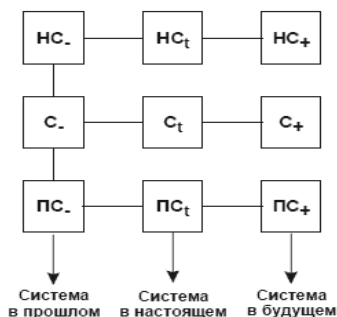 НС- НСt НС+
С- Сt С+
ПС- ПСt ПС+
Система Система Система
в прошлом в настоящем в будущем